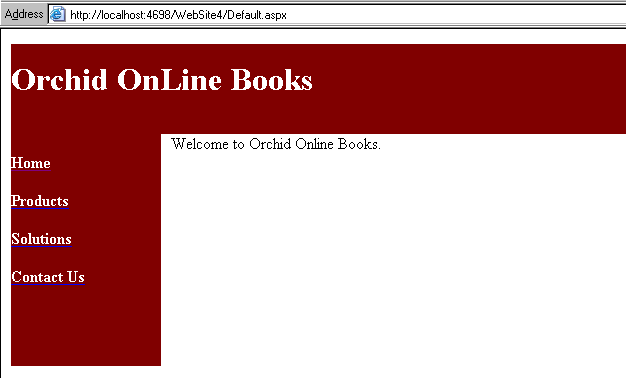 Address http://localhost:4698/WebSite4/Default.aspx
Orchid OnLine Books
Welcome to Orchid Online Books.
Home
Products
Solutions
Contact Us